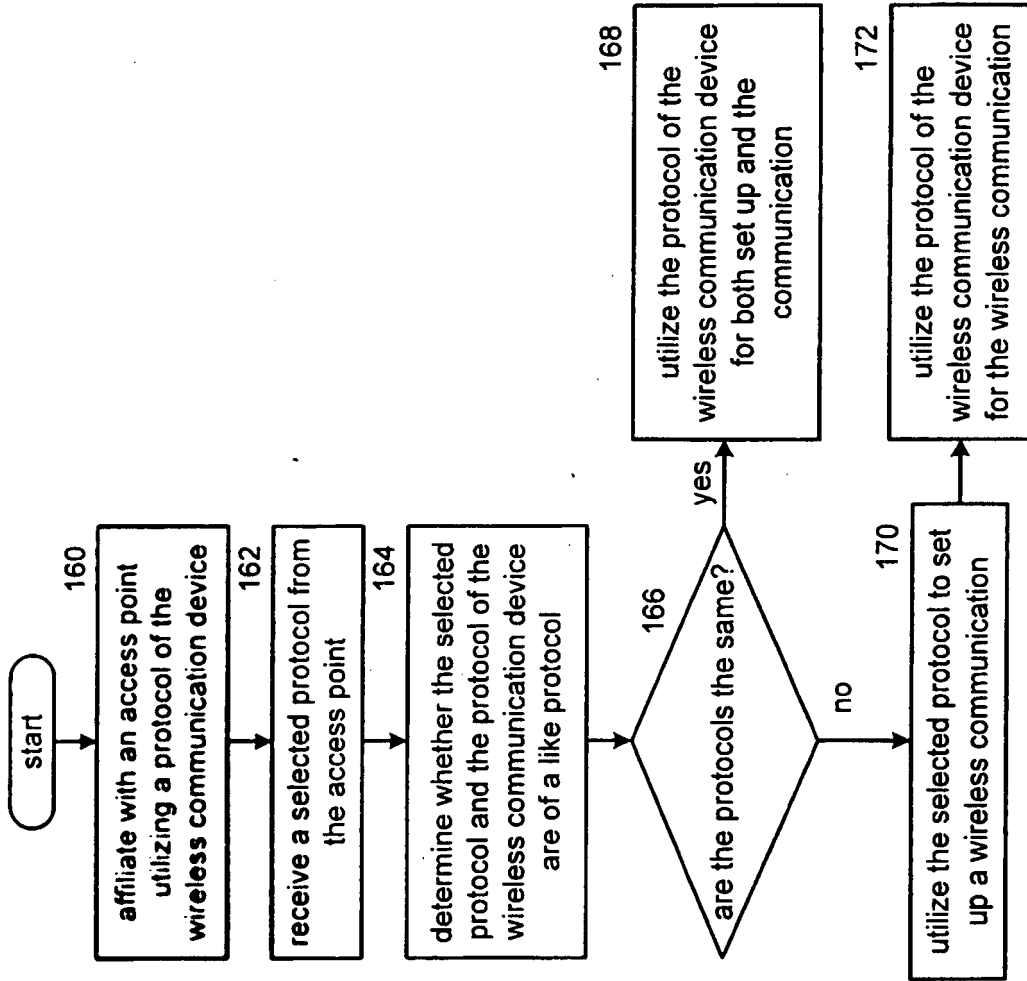 start
160
affiliate with an access point
utilizing a protocol of the
wireless communication device
162
receive a selected protocol from
the access point
164
determine whether the selected
protocol and the protocol of the
wireless communication device
are of a like protocol
166
are the protocols the same?
yes
168
utilize the protocol of the
wireless communication device
for both set up and the
communication
no
170
utilize the selected protocol to set
up a wireless communication
172
utilize the protocol of the
wireless communication device
for the wireless communication